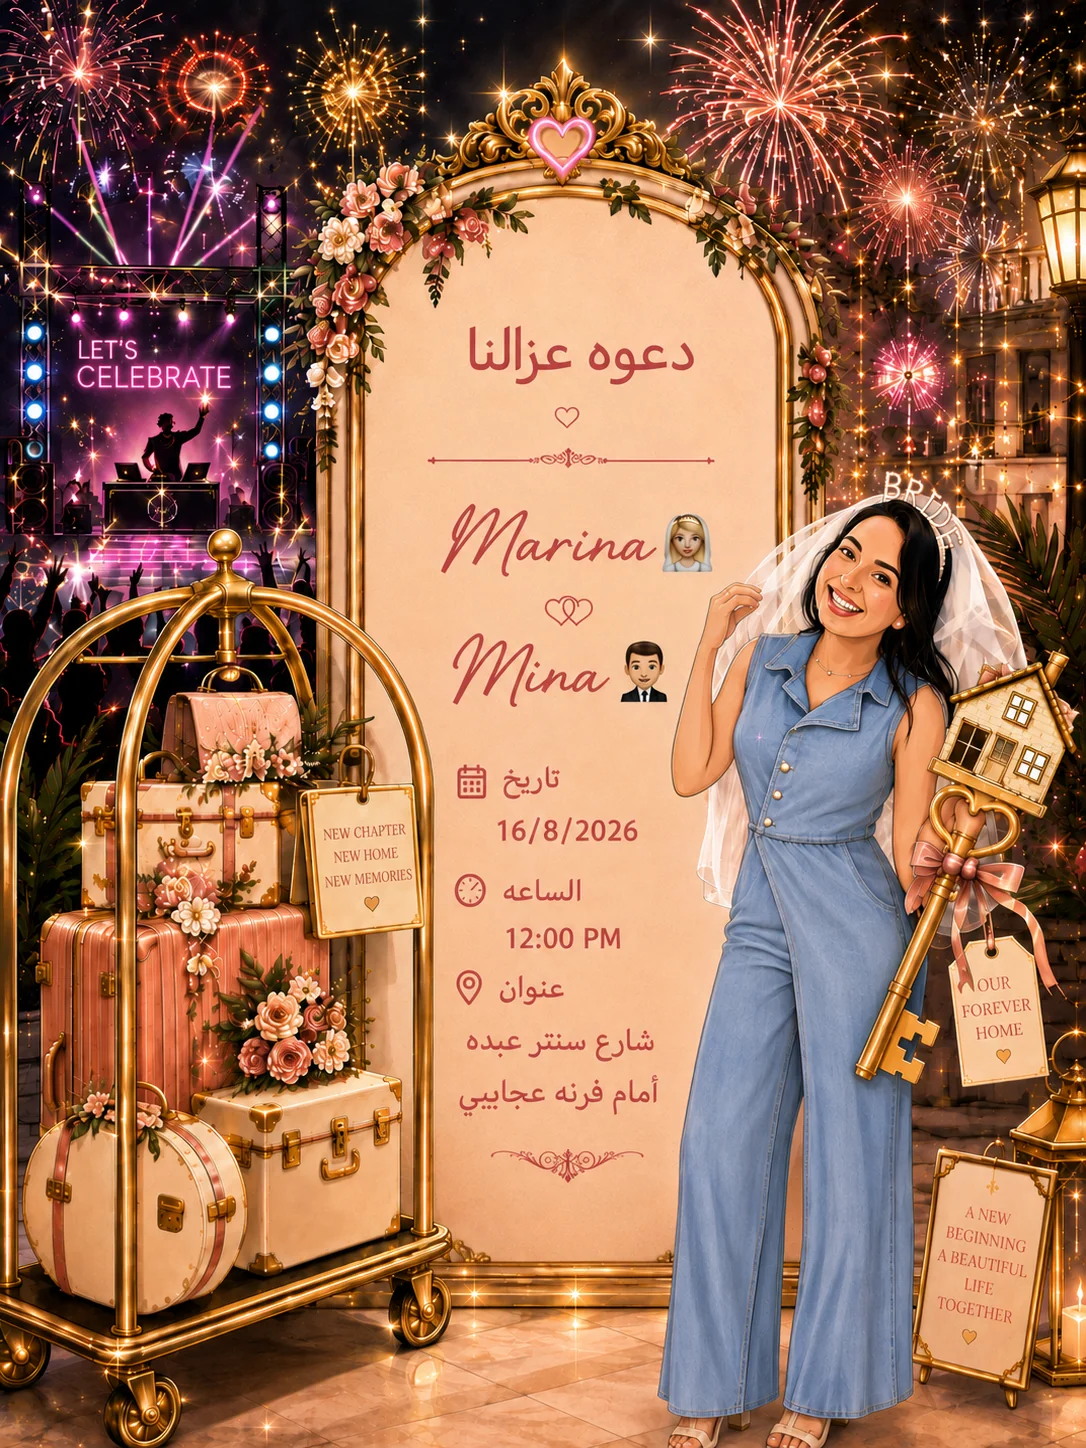 LET'S
CELEBRATE
دعوه عزالنا
Marina
Mina
تاريخ
16/8/2026
الساعه
12:00 PM
عنوان
شارع سنتر عبده
أمام فرنه عجايبي
BRIDE
NEW CHAPTER
NEW HOME
NEW MEMORIES
OUR
FOREVER
HOME
A NEW
BEGINNING
A BEAUTIFUL
LIFE
TOGETHER